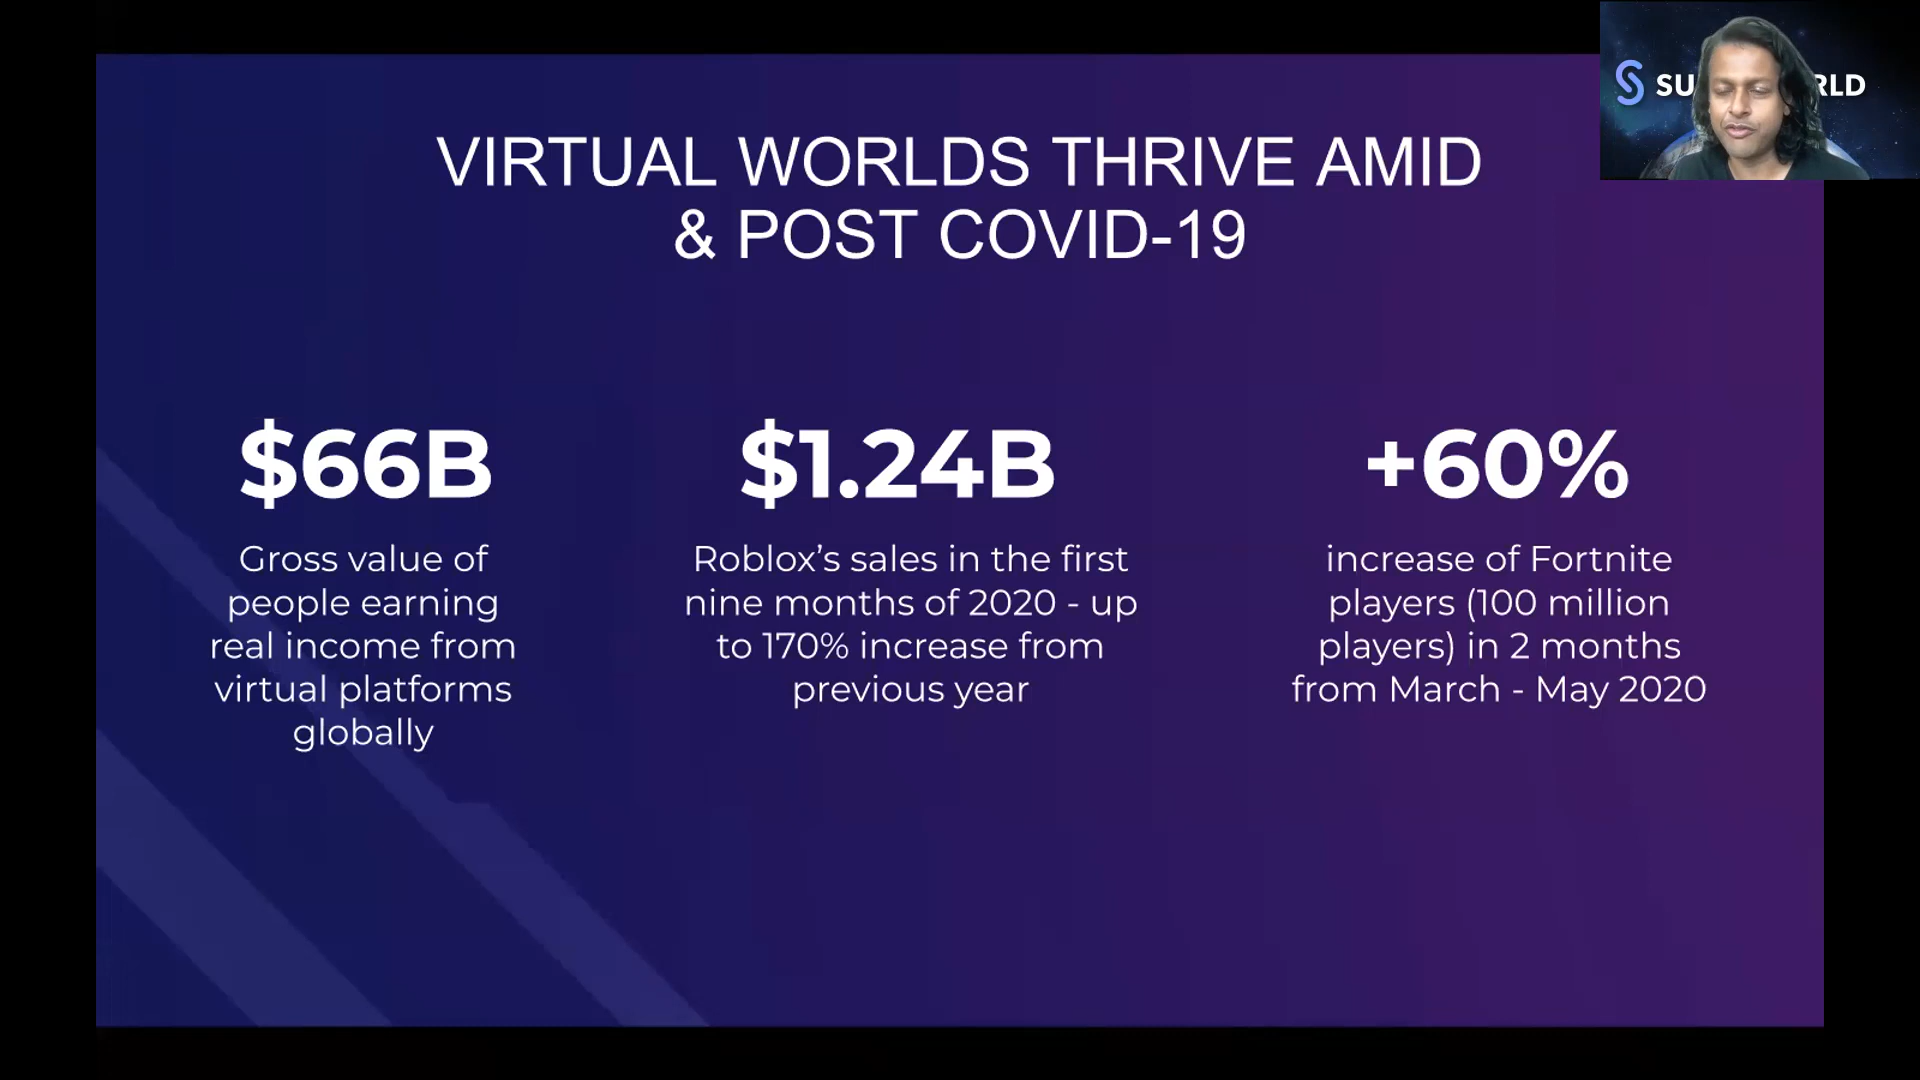 VIRTUAL WORLDS THRIVE AMID
& POST COVID-19
$66B
Gross value of
people earning
real income from
virtual platforms
globally
$1.24B
Roblox’s sales in the first
nine months of 2020 - up
to 170% increase from
previous year
+60%
increase of Fortnite
players (100 million
players) in 2 months
from March - May 2020